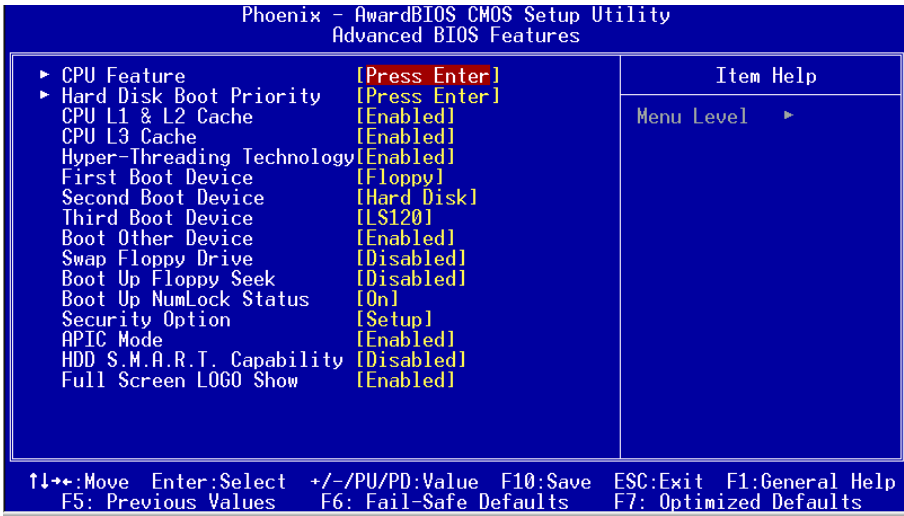 Phoenix - AwardBIOS CMOS Setup Utility
Advanced BIOS Features
► CPU Feature [Press Enter]
► Hard Disk Boot Priority [Press Enter]
CPU L1 & L2 Cache [Enabled]
CPU L3 Cache [Enabled]
Hyper-Threading Technology[Enabled]
First Boot Device [Floppy]
Second Boot Device [Hard Disk]
Third Boot Device [LS120]
Boot Other Device [Enabled]
Swap Floppy Drive [Disabled]
Boot Up Floppy Seek [Disabled]
Boot Up NumLock Status [On]
Security Option [Setup]
APIC Mode [Enabled]
HDD S.M.A.R.T. Capability [Disabled]
Full Screen LOGO Show [Enabled]
Item Help
Menu Level ►
↑↓→←:Move Enter:Select +/-/PU/PD:Value F10:Save ESC:Exit F1:General Help
F5: Previous Values F6: Fail-Safe Defaults F7: Optimized Defaults